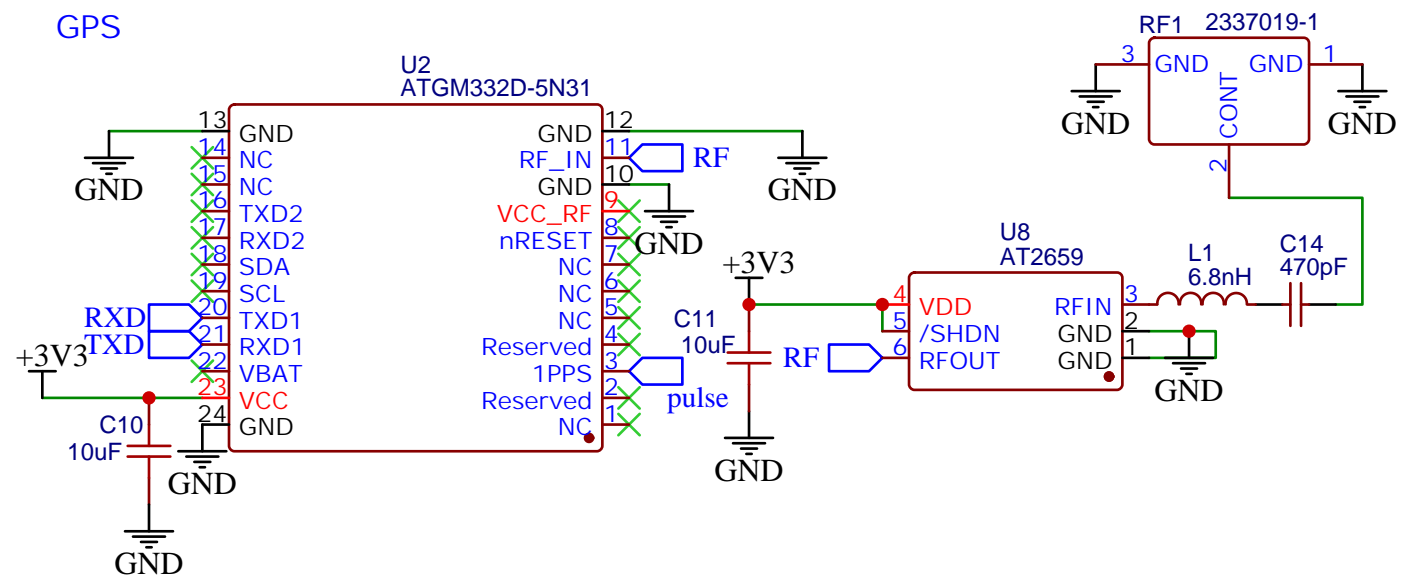 GPS
U2
ATGM332D-5N31
13 GND
14 NC
15 NC
16 TXD2
17 RXD2
18 SDA
19 SCL
20 TXD1
21 RXD1
22 VBAT
23 VCC
24 GND
GND 12
RF_IN 11
GND 10
VCC_RF 9
nRESET 8
NC 7
NC 6
NC 5
Reserved 4
1PPS 3
Reserved 2
NC 1
GND
RXD
TXD
+3V3
C10
10uF
GND
GND
RF
GND
GND
pulse
+3V3
C11
10uF
GND
RF
U8
AT2659
4 VDD
5 /SHDN
6 RFOUT
RFIN 3
GND 2
GND 1
GND
L1
6.8nH
C14
470pF
RF1 2337019-1
3 GND
GND 1
CONT
2
GND
GND